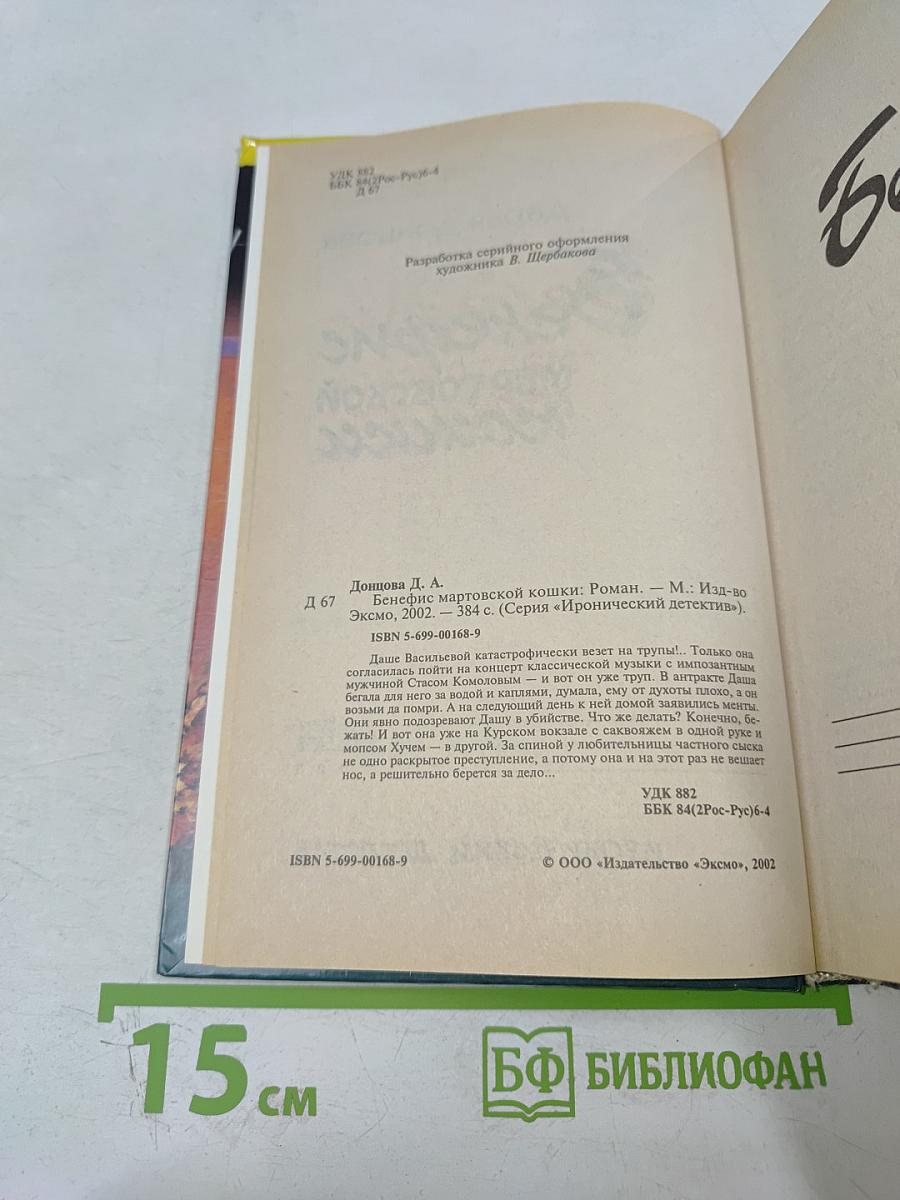 УДК 882
ББК 84(2Рос-Рус)6-4
Д 67
Разработка серийного оформления
художника В. Щербакова
Донцова Д. А.
Д 67 Бенефис мартовской кошки: Роман. — М.: Изд-во
Эксмо, 2002. — 384 с. (Серия «Иронический детектив»).
ISBN 5-699-00168-9
Даше Васильевой катастрофически везет на трупы!.. Только она
согласилась пойти на концерт классической музыки с импозантным
мужчиной Стасом Комоловым — и вот он уже труп. В антракте Даша
бегала для него за водой и каплями, думала, ему от духоты плохо, а он
возьми да помри. А на следующий день к ней домой заявились менты.
Они явно подозревают Дашу в убийстве. Что же делать? Конечно, бе-
жать! И вот она уже на Курском вокзале с саквояжем в одной руке и
мопсом Хучем — в другой. За спиной у любительницы частного сыска
не одно раскрытое преступление, а потому она и на этот раз не вешает
нос, а решительно берется за дело...
УДК 882
ББК 84(2Рос-Рус)6-4
ISBN 5-699-00168-9
© ООО «Издательство «Эксмо», 2002
15 см
БФ БИБЛИОФАН